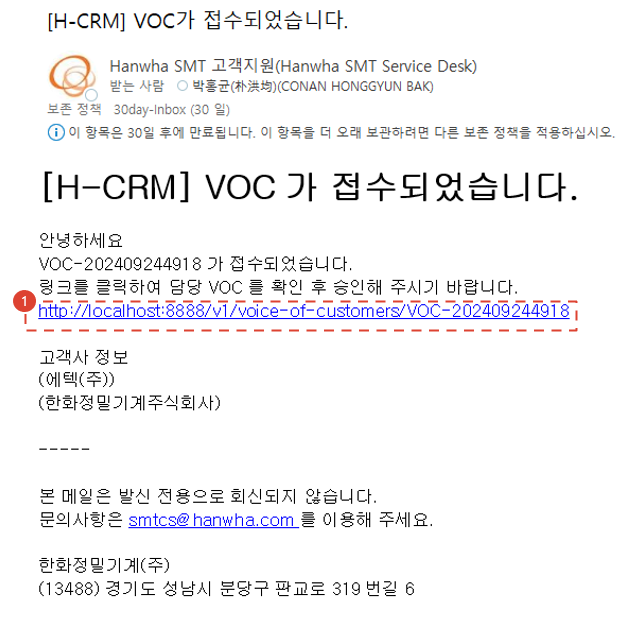 [H-CRM] VOC가 접수되었습니다.
Hanwha SMT 고객지원(Hanwha SMT Service Desk)
받는 사람 박홍균(朴洪均)(CONAN HONGGYUN BAK)
보존 정책 30day-Inbox (30 일)
이 항목은 30일 후에 만료됩니다. 이 항목을 더 오래 보관하려면 다른 보존 정책을 적용하십시오.
[H-CRM] VOC 가 접수되었습니다.
안녕하세요
VOC-202409244918 가 접수되었습니다.
링크를 클릭하여 담당 VOC 를 확인 후 승인해 주시기 바랍니다.
1
http://localhost:8888/v1/voice-of-customers/VOC-202409244918
고객사 정보
(에텍(주))
(한화정밀기계주식회사)
-----
본 메일은 발신 전용으로 회신되지 않습니다.
문의사항은 smtcs@hanwha.com 를 이용해 주세요.
한화정밀기계(주)
(13488) 경기도 성남시 분당구 판교로 319 번길 6